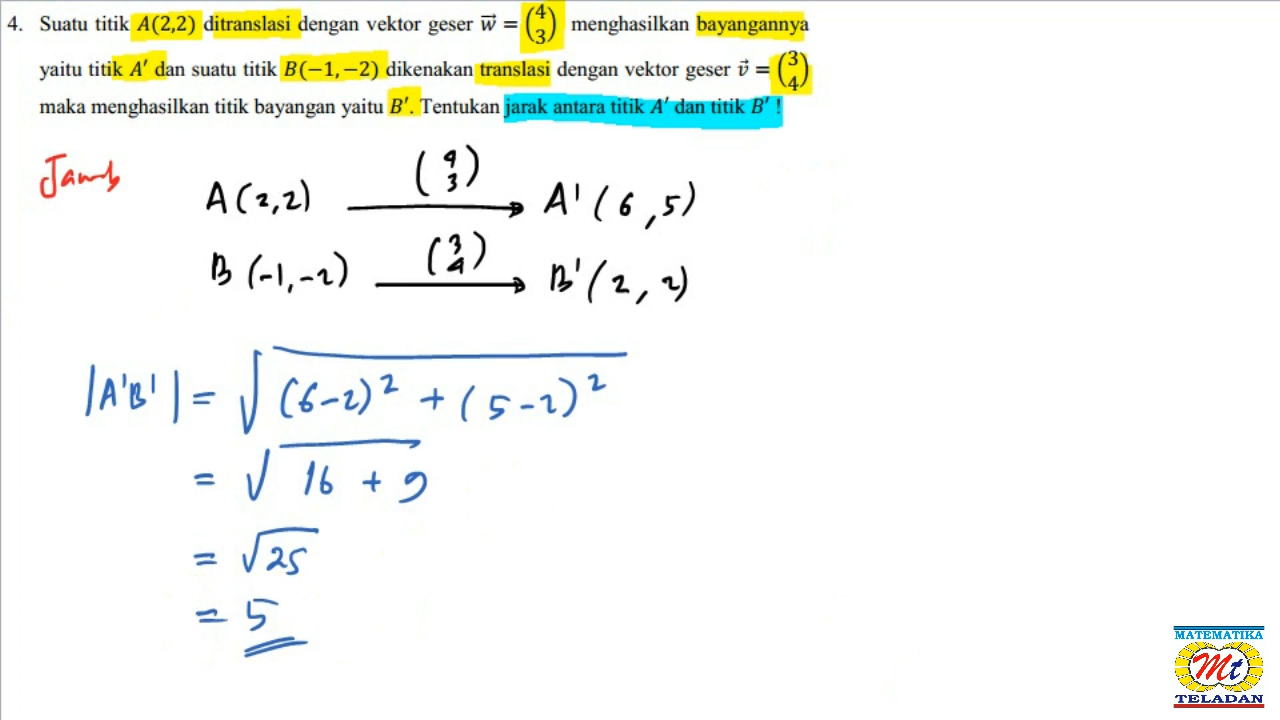 4. Suatu titik A(2,2) ditranslasi dengan vektor geser w⃗ = (4 3) menghasilkan bayangannya
yaitu titik A′ dan suatu titik B(−1,−2) dikenakan translasi dengan vektor geser v⃗ = (3 4)
maka menghasilkan titik bayangan yaitu B′. Tentukan jarak antara titik A′ dan titik B′ !
Jawab
A(2,2) (4 3) → A'(6,5)
B(-1,-2) (3 4) → B'(2,2)
|A'B'| = √((6-2)² + (5-2)²)
= √(16 + 9)
= √25
= 5
MATEMATIKA
Mt
TELADAN